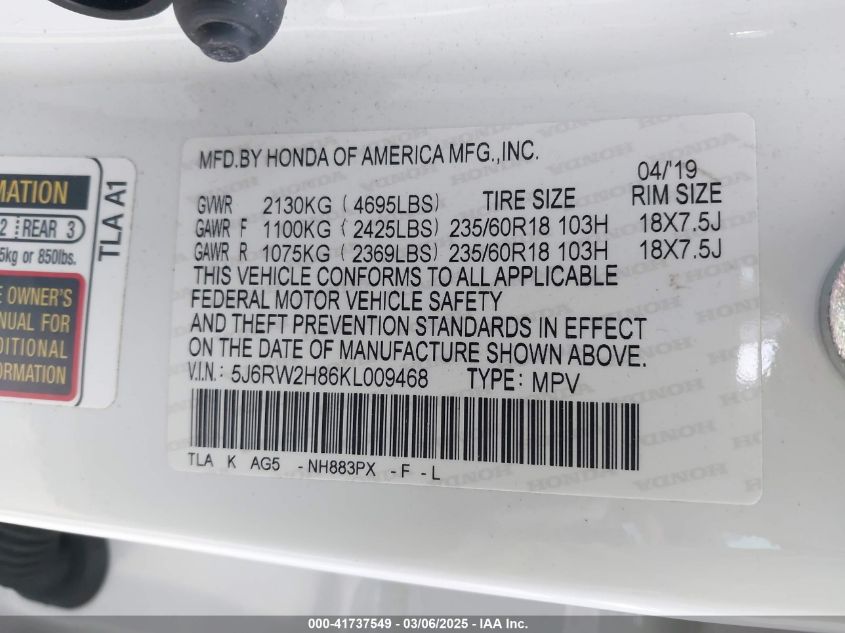 MFD.BY HONDA OF AMERICA MFG.,INC.
04/'19
GVWR 2130KG (4695LBS) TIRE SIZE RIM SIZE
GAWR F 1100KG (2425LBS) 235/60R18 103H 18X7.5J
GAWR R 1075KG (2369LBS) 235/60R18 103H 18X7.5J
THIS VEHICLE CONFORMS TO ALL APPLICABLE
FEDERAL MOTOR VEHICLE SAFETY
AND THEFT PREVENTION STANDARDS IN EFFECT
ON THE DATE OF MANUFACTURE SHOWN ABOVE.
V.I.N.: 5J6RW2H86KL009468 TYPE: MPV
TLA K AG5 -NH883PX -F -L
2 REAR 3
5kg or 850lbs.
OWNER'S
FOR
TLA A1
000-41737549 — 03/06/2025 — IAA Inc.